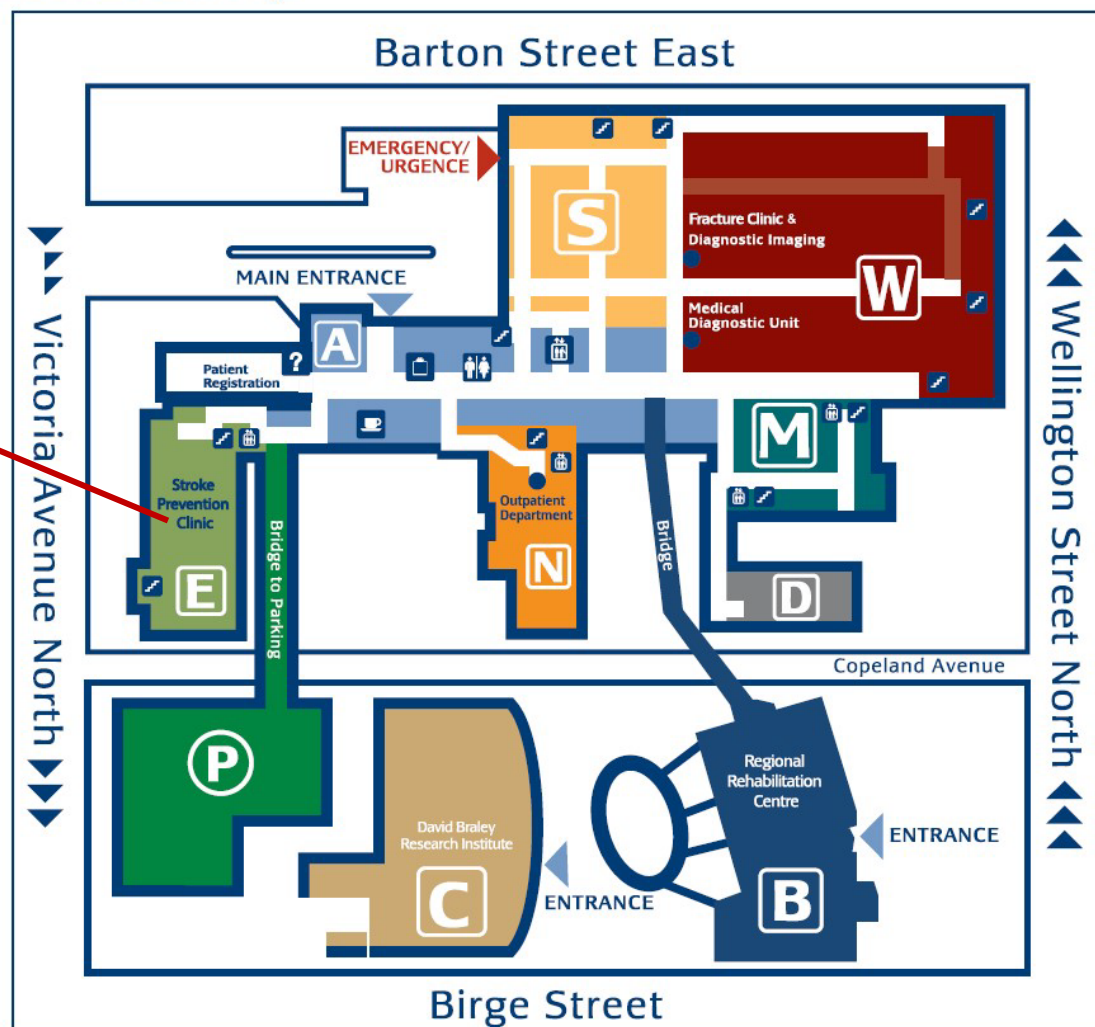 Barton Street East
EMERGENCY/
URGENCE
S
Fracture Clinic &
Diagnostic Imaging
W
MAIN ENTRANCE
Medical
Diagnostic Unit
A
?
Patient
Registration
M
Stroke
Prevention
Clinic
E
Outpatient
Department
N
Bridge to Parking
Bridge
D
Victoria Avenue North
Wellington Street North
Copeland Avenue
P
Regional
Rehabilitation
Centre
David Braley
Research Institute
C
ENTRANCE
ENTRANCE
B
Birge Street